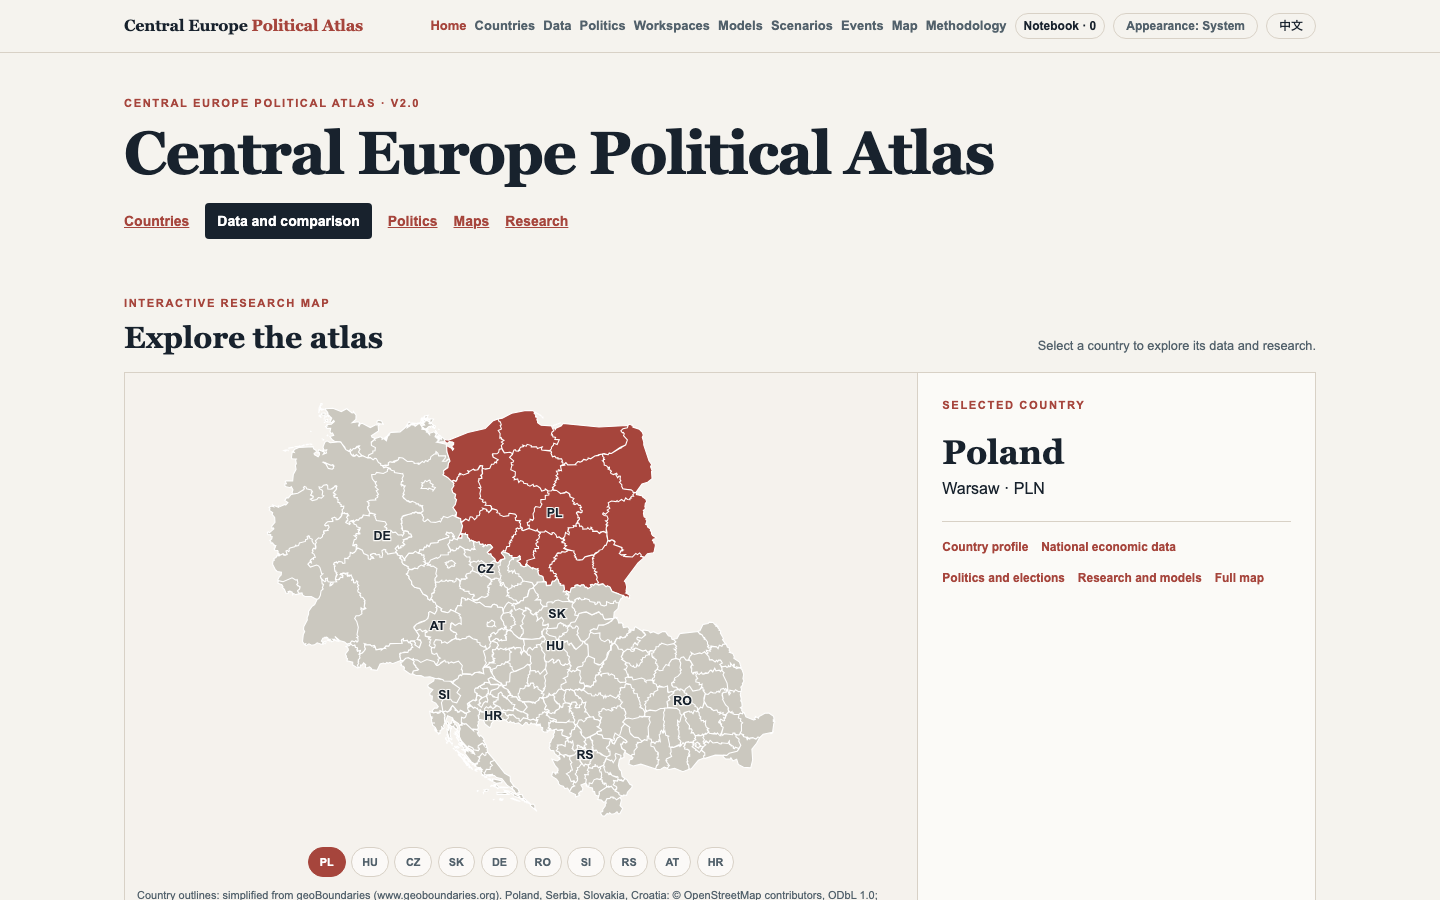 Central Europe Political Atlas
Home Countries Data Politics Workspaces Models Scenarios Events Map Methodology Notebook · 0 Appearance: System 中文
CENTRAL EUROPE POLITICAL ATLAS · V2.0
Central Europe Political Atlas
Countries Data and comparison Politics Maps Research
INTERACTIVE RESEARCH MAP
Explore the atlas
Select a country to explore its data and research.
PL
DE
CZ
SK
AT
HU
SI
RO
HR
RS
PL HU CZ SK DE RO SI RS AT HR
Country outlines: simplified from geoBoundaries (www.geoboundaries.org). Poland, Serbia, Slovakia, Croatia: © OpenStreetMap contributors, ODbL 1.0;
SELECTED COUNTRY
Poland
Warsaw · PLN
Country profile National economic data
Politics and elections Research and models Full map